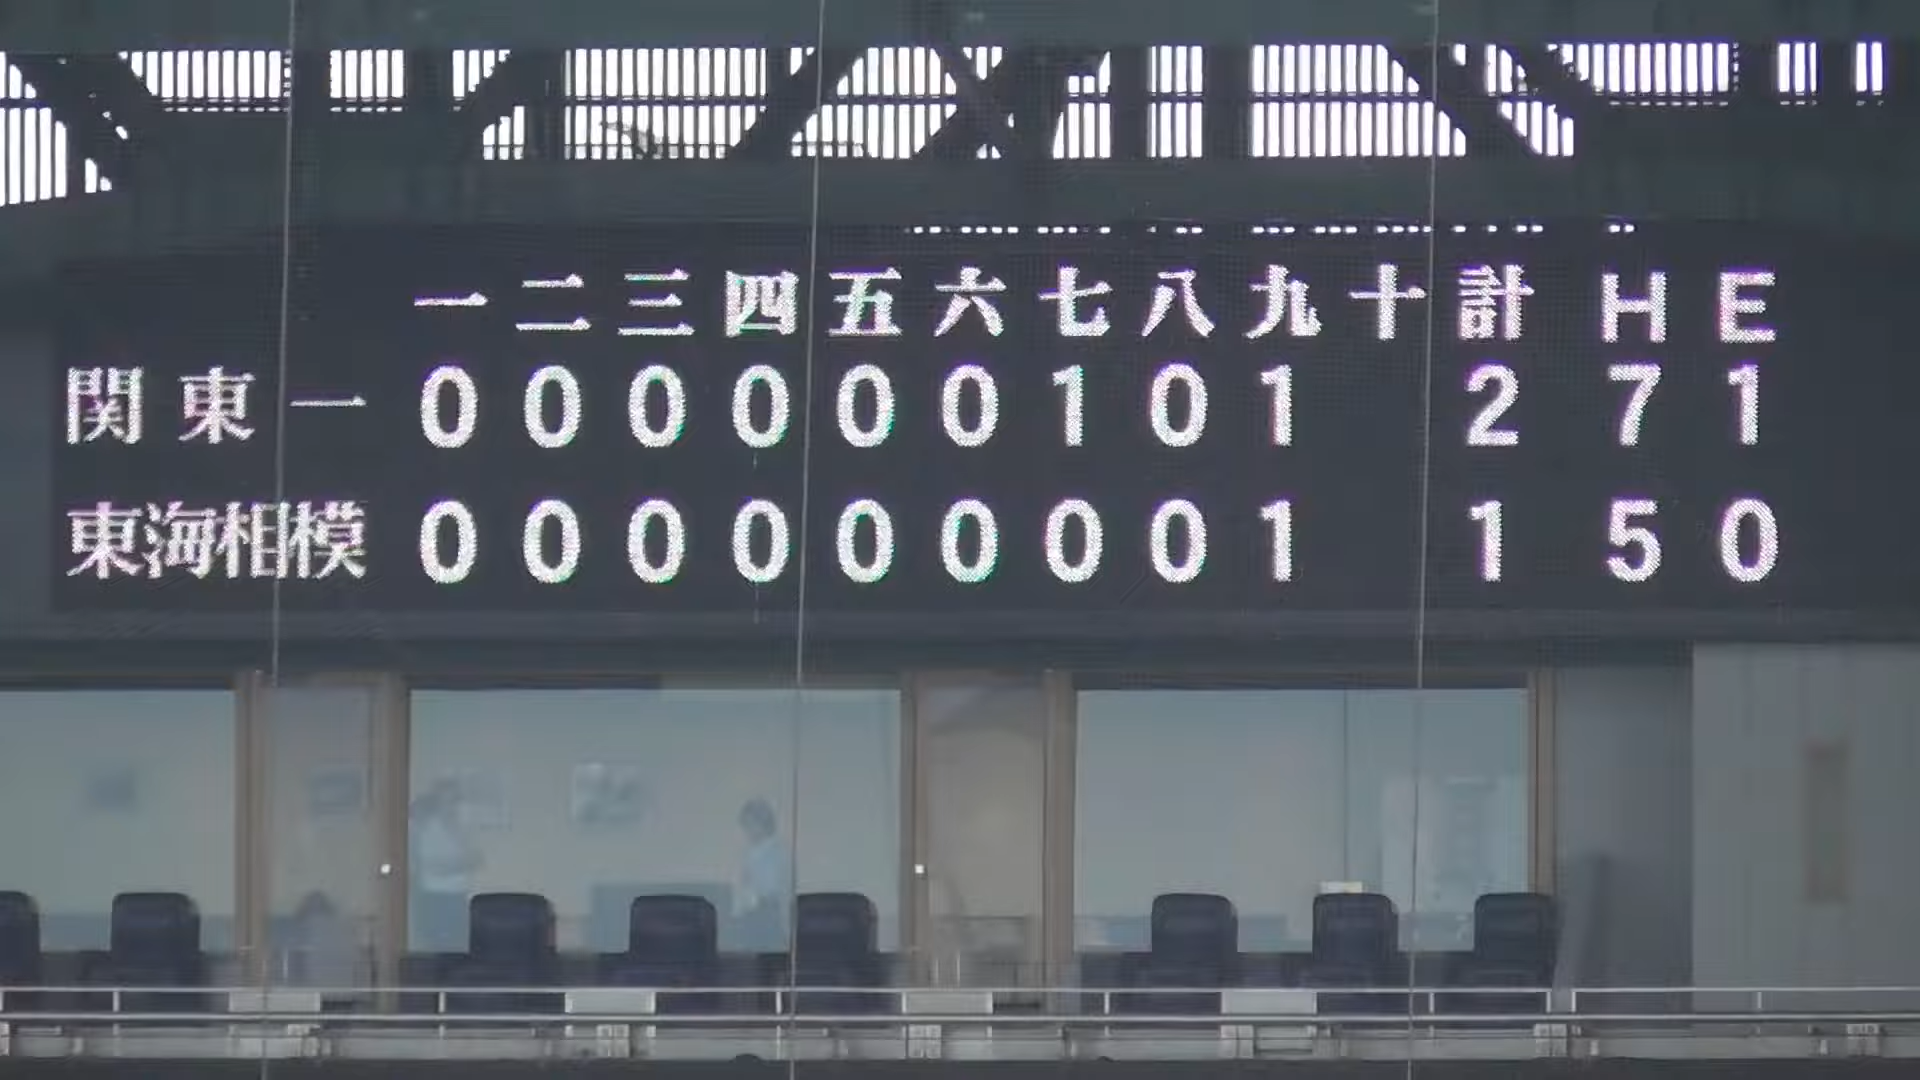 一 二 三 四 五 六 七 八 九 十 計 H E
関東一 0 0 0 0 0 0 1 0 1 2 7 1
東海相模 0 0 0 0 0 0 0 0 1 1 5 0